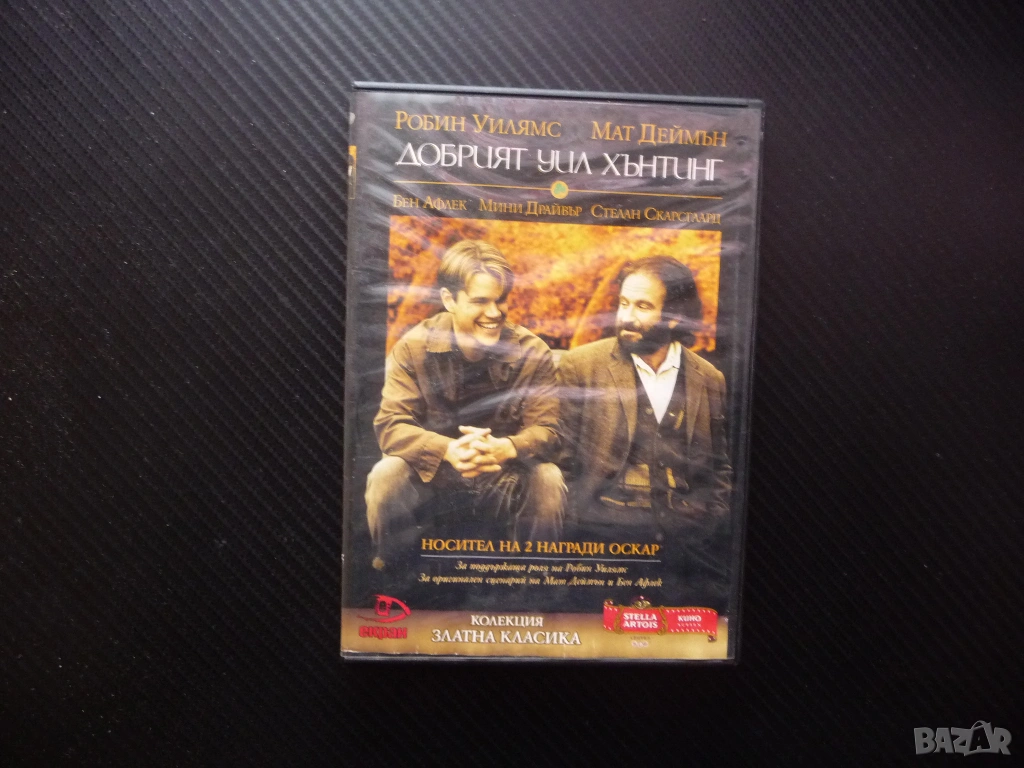 РОБИН УИЛЯМС МАТ ДЕЙМЪН
ДОБРИЯТ УИЛ ХЪНТИНГ
БЕН АФЛЕК МИНИ ДРАЙВЪР СТЕЛАН СКАРСГААРД
НОСИТЕЛ НА 2 НАГРАДИ ОСКАР
За поддържаща роля на Робин Уилямс
За оригинален сценарий на Мат Деймън и Бен Афлек
екран
КОЛЕКЦИЯ
ЗЛАТНА КЛАСИКА
STELLA
ARTOIS
КИНО
BAZAR